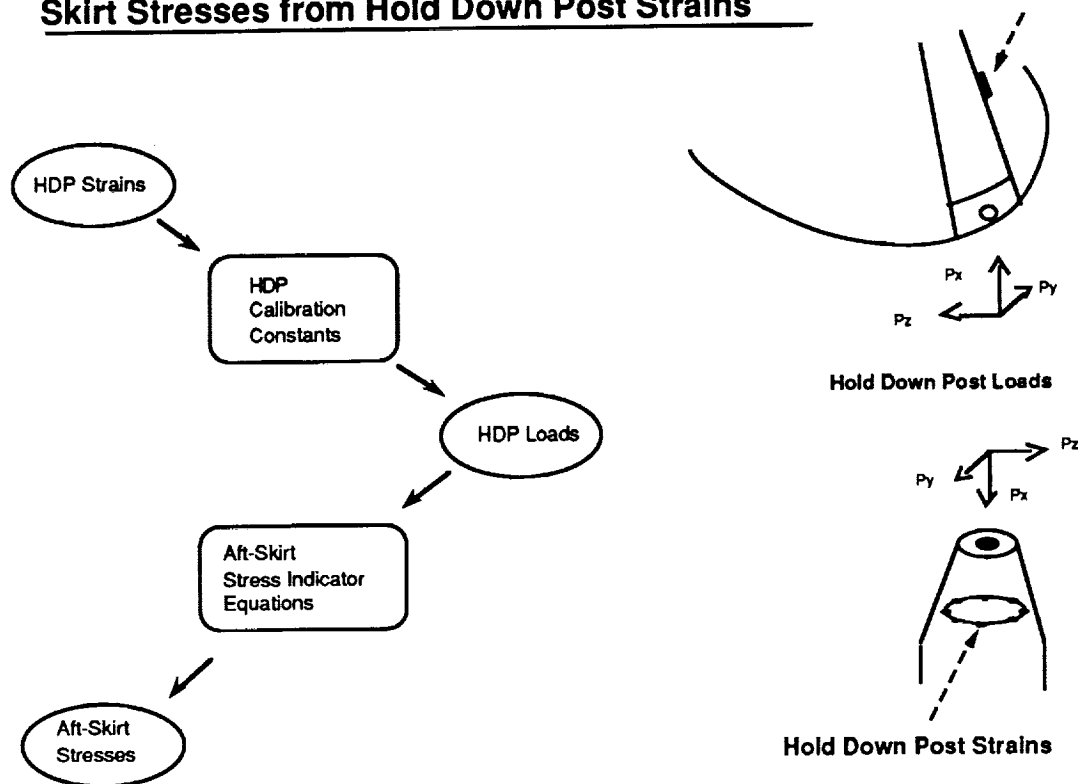 Skirt Stresses from Hold Down Post Strains
HDP Strains
HDP
Calibration
Constants
HDP Loads
Aft-Skirt
Stress Indicator
Equations
Aft-Skirt
Stresses
Px
Py
Pz
Hold Down Post Loads
Pz
Py
Px
Hold Down Post Strains